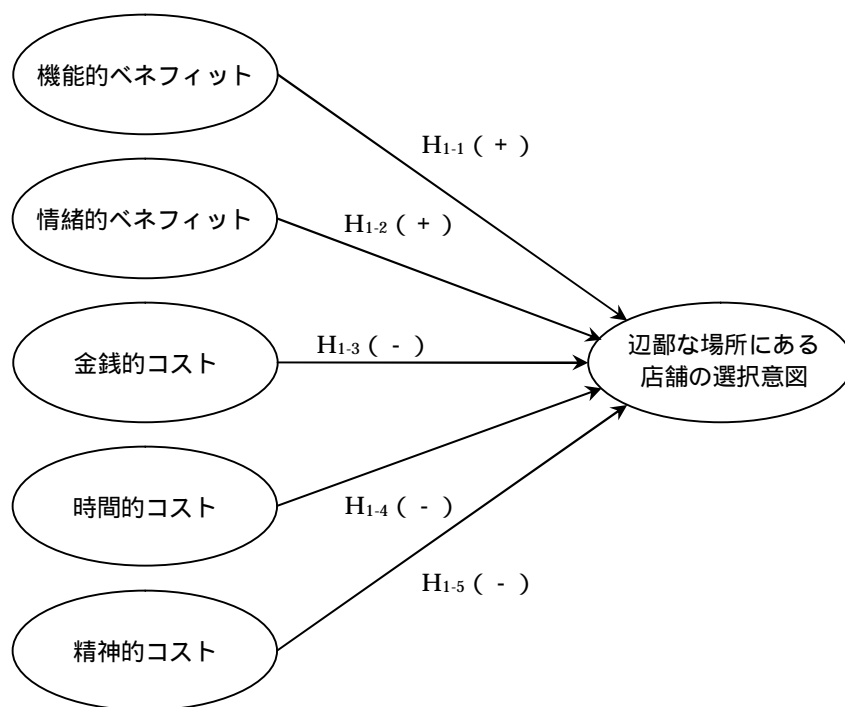 機能的ベネフィット
H1-1 ( + )
情緒的ベネフィット
H1-2 ( + )
金銭的コスト
H1-3 ( - )
辺鄙な場所にある
店舗の選択意図
時間的コスト
H1-4 ( - )
精神的コスト
H1-5 ( - )